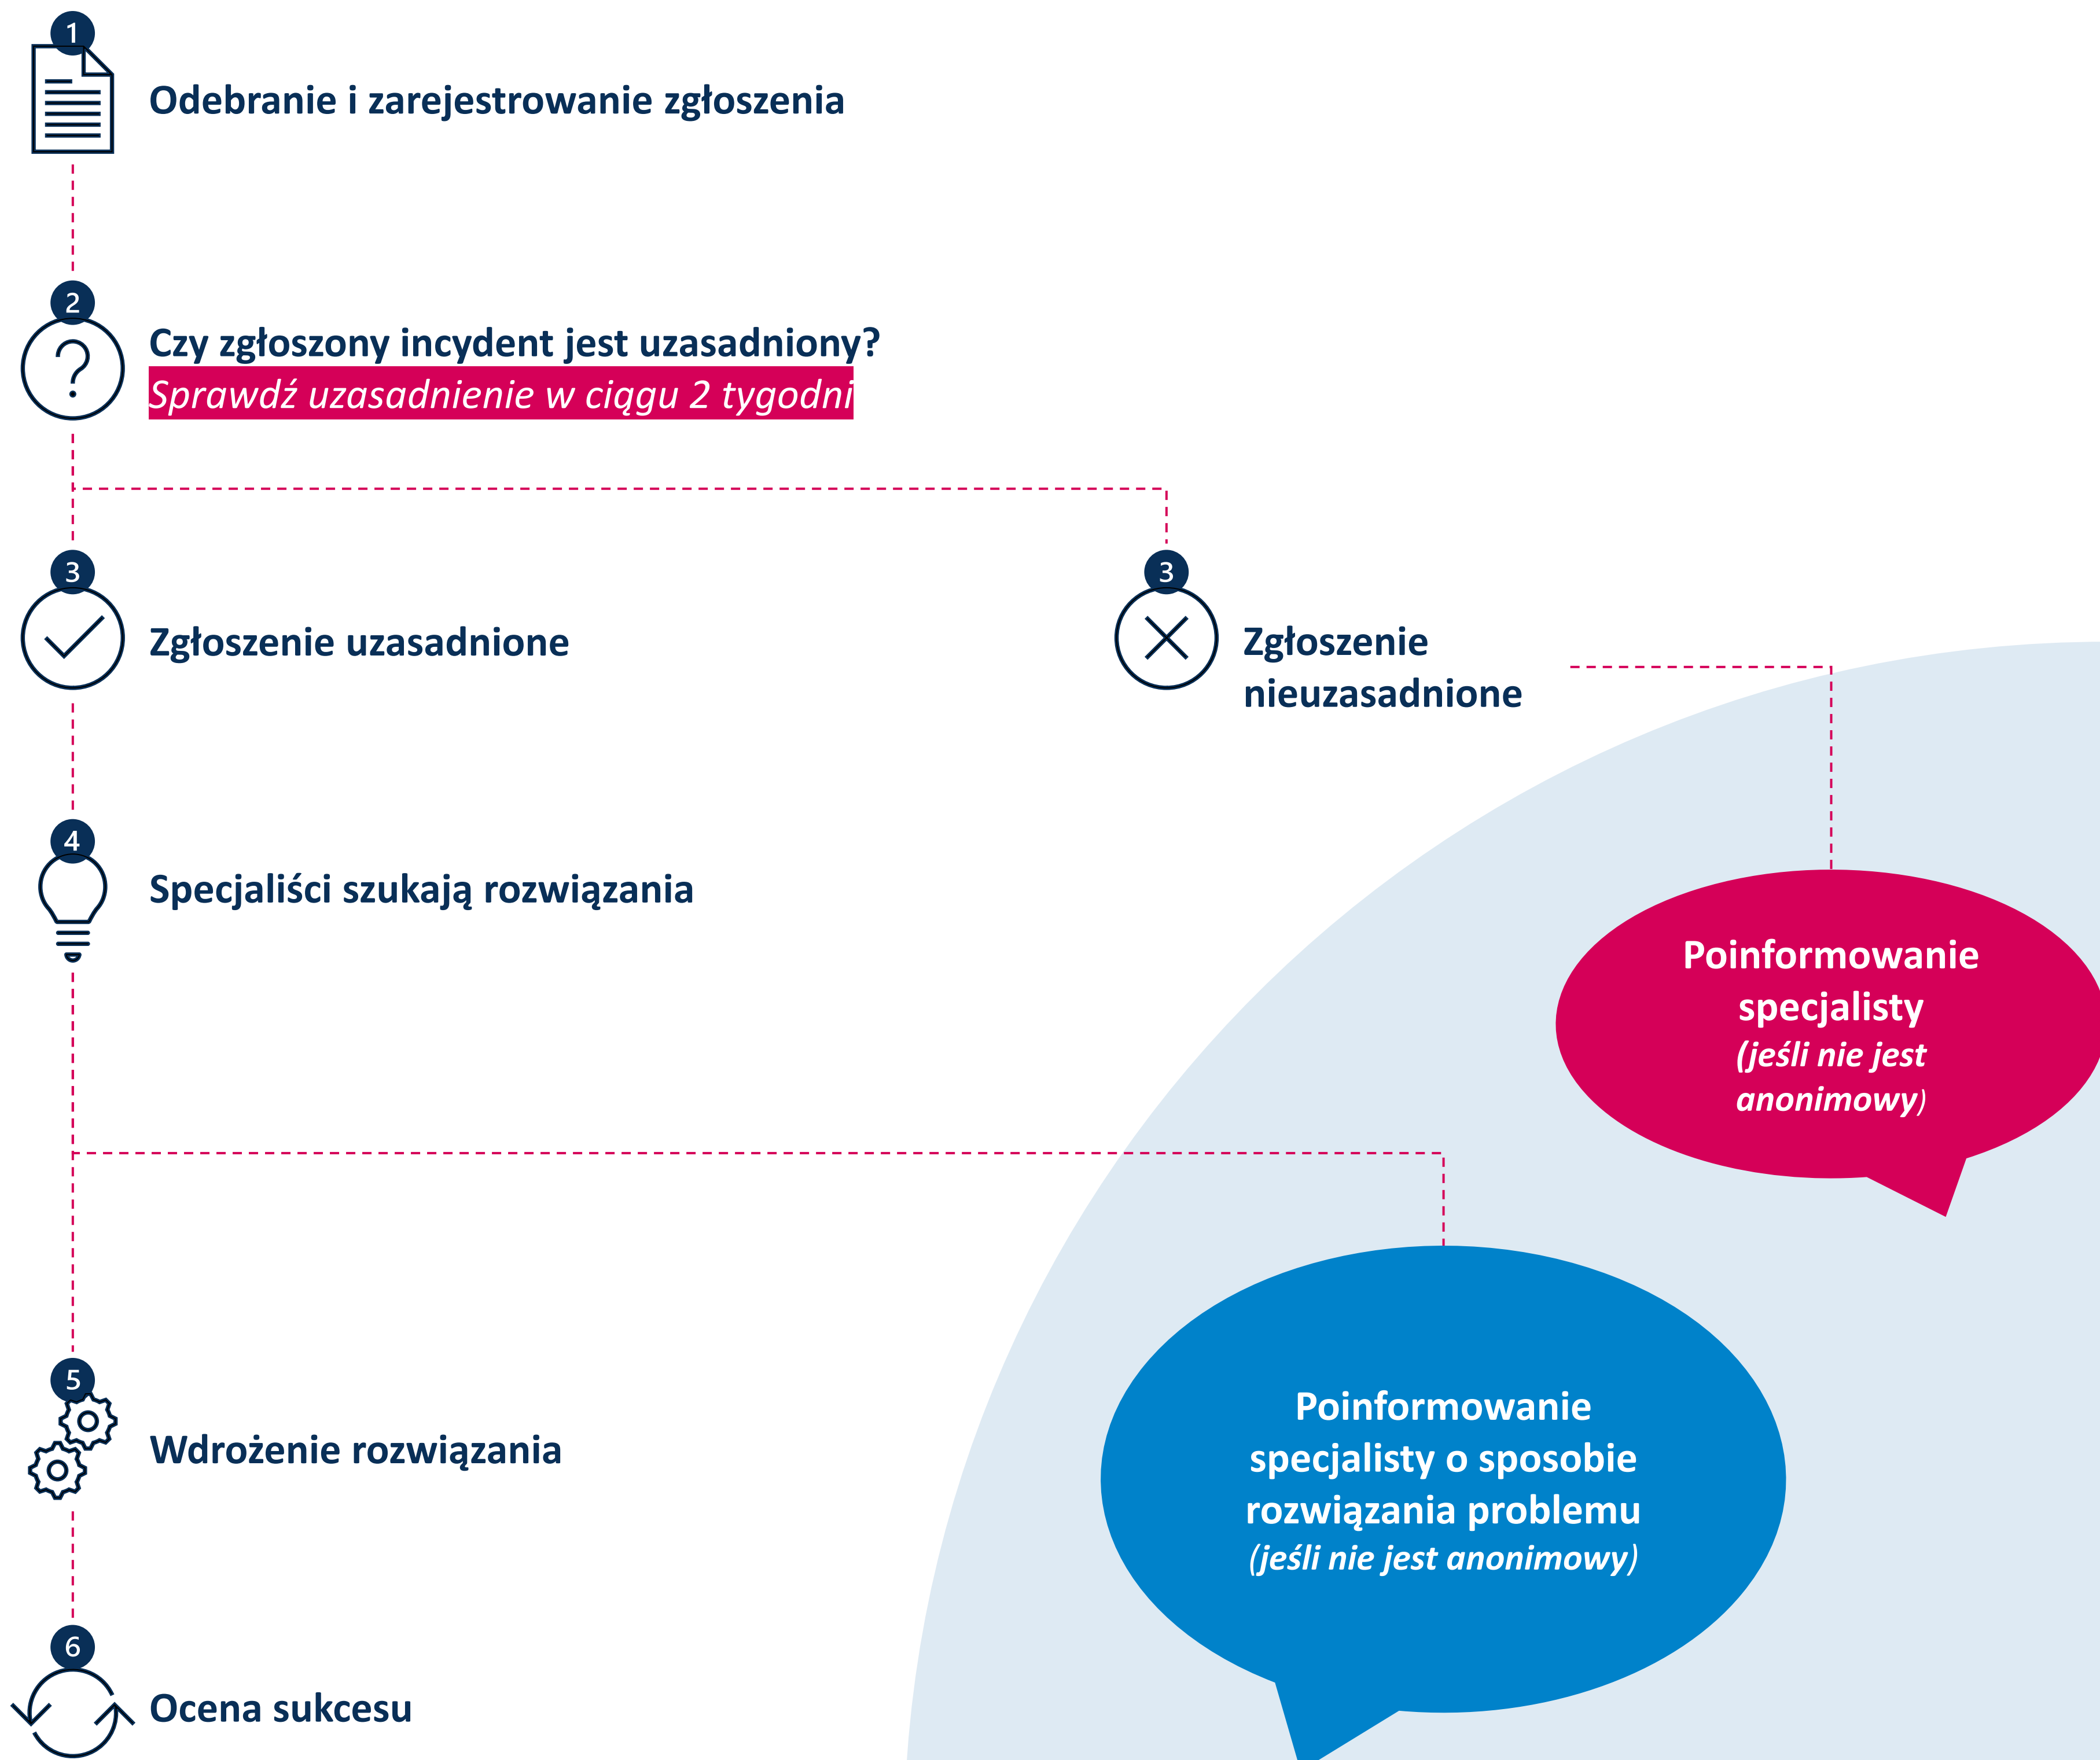 1
Odebranie i zarejestrowanie zgłoszenia
2
Czy zgłoszony incydent jest uzasadniony?
Sprawdź uzasadnienie w ciągu 2 tygodni
3
Zgłoszenie uzasadnione
3
Zgłoszenie
nieuzasadnione
4
Specjaliści szukają rozwiązania
Poinformowanie
specjalisty
(jeśli nie jest
anonimowy)
Poinformowanie
specjalisty o sposobie
rozwiązania problemu
(jeśli nie jest anonimowy)
5
Wdrożenie rozwiązania
6
Ocena sukcesu